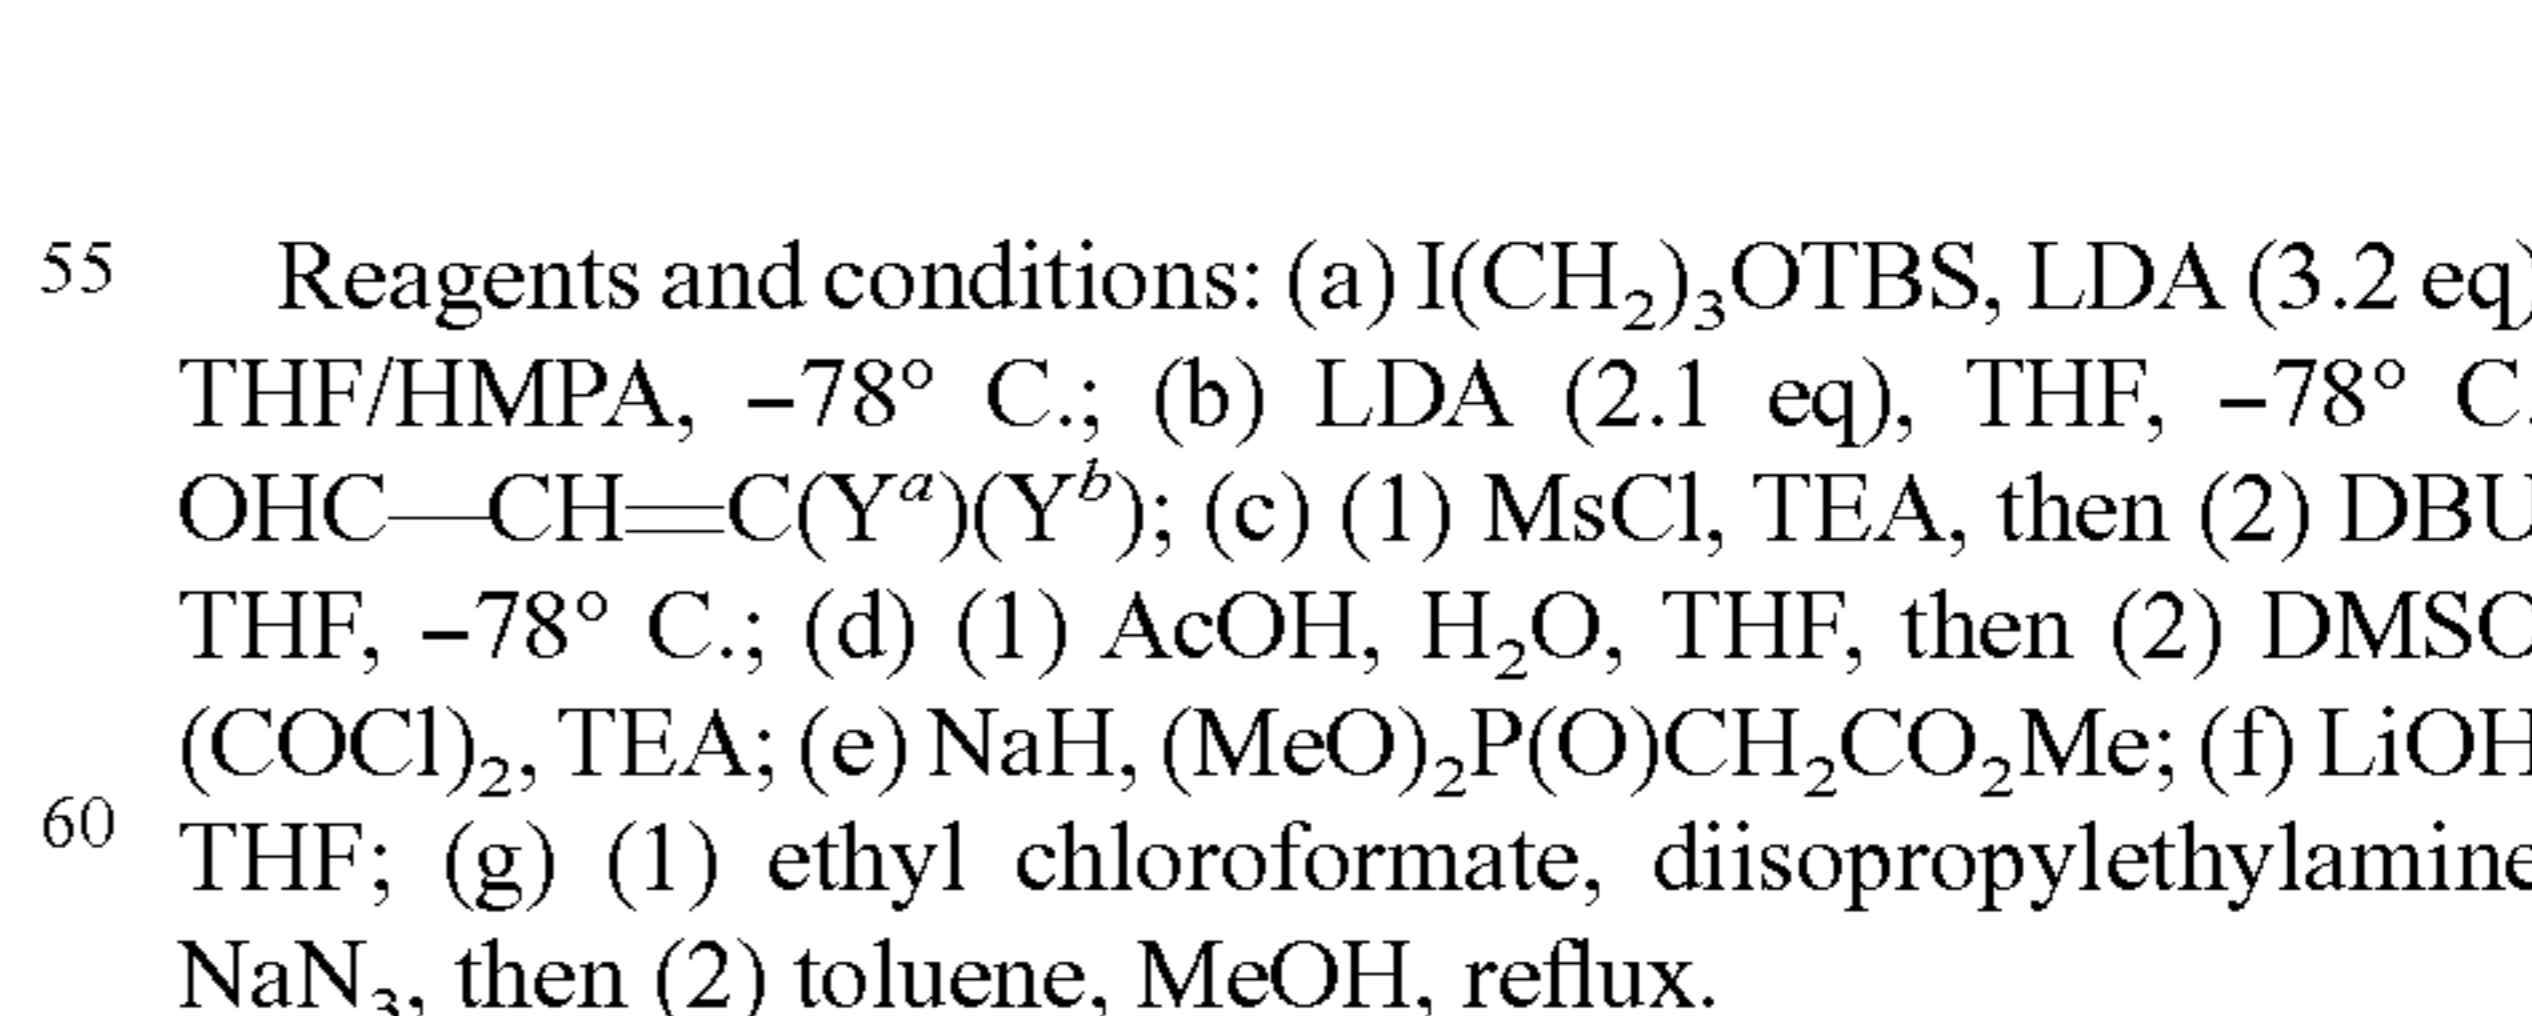 55 Reagents and conditions: (a) I(CH₂)₃OTBS, LDA (3.2 eq)
THF/HMPA, −78° C.; (b) LDA (2.1 eq), THF, −78° C.
OHC—CH=C(Yᵃ)(Yᵇ); (c) (1) MsCl, TEA, then (2) DBU
THF, −78° C.; (d) (1) AcOH, H₂O, THF, then (2) DMSO
(COCl)₂, TEA; (e) NaH, (MeO)₂P(O)CH₂CO₂Me; (f) LiOH
60 THF; (g) (1) ethyl chloroformate, diisopropylethylamine
NaN₃, then (2) toluene, MeOH, reflux.